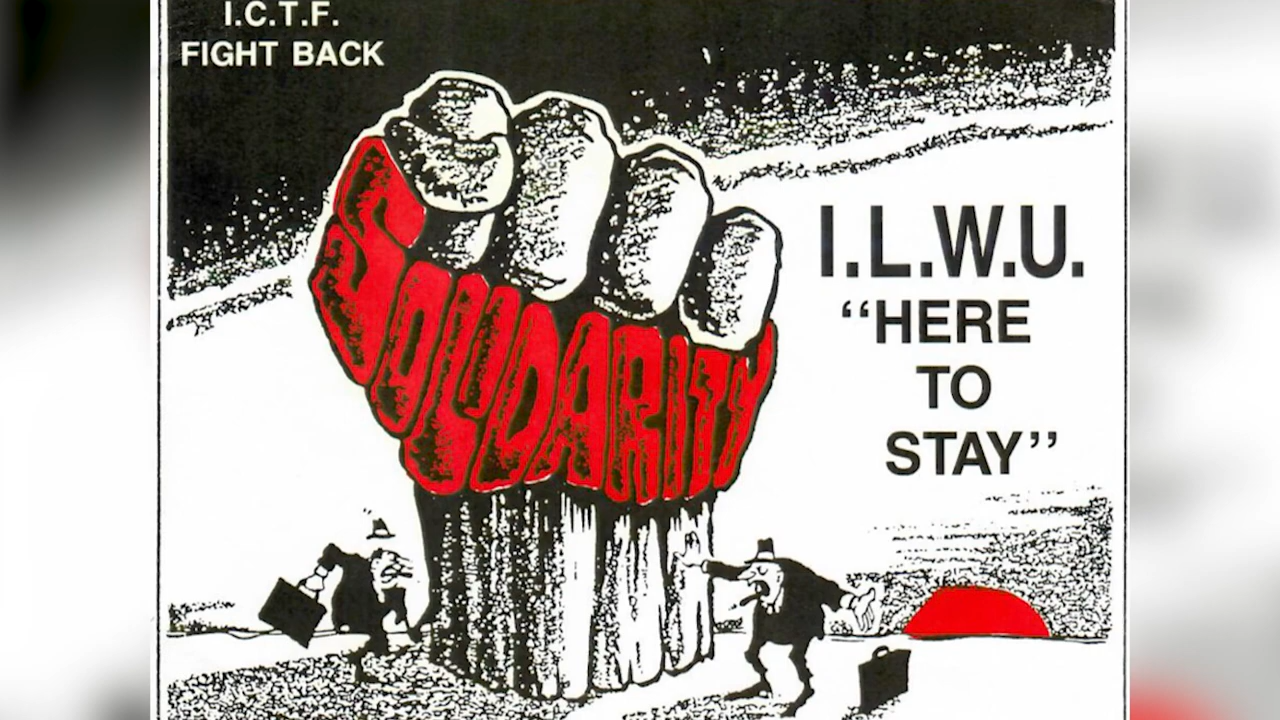 I.C.T.F.
FIGHT BACK
I.L.W.U.
“HERE
TO
STAY”
SOLIDARITY